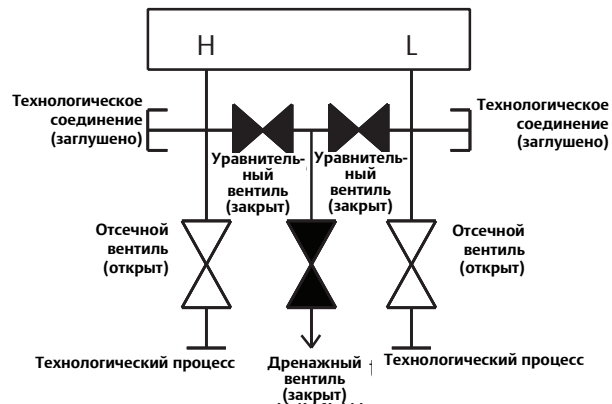 H
L
Технологическое
соединение
(заглушено)
Технологическое
соединение
(заглушено)
Уравнитель-
ный
вентиль
(закрыт)
Уравнитель-
ный
вентиль
(закрыт)
Отсечной
вентиль
(открыт)
Отсечной
вентиль
(открыт)
Технологический процесс
Дренажный
вентиль
(закрыт)
Технологический процесс